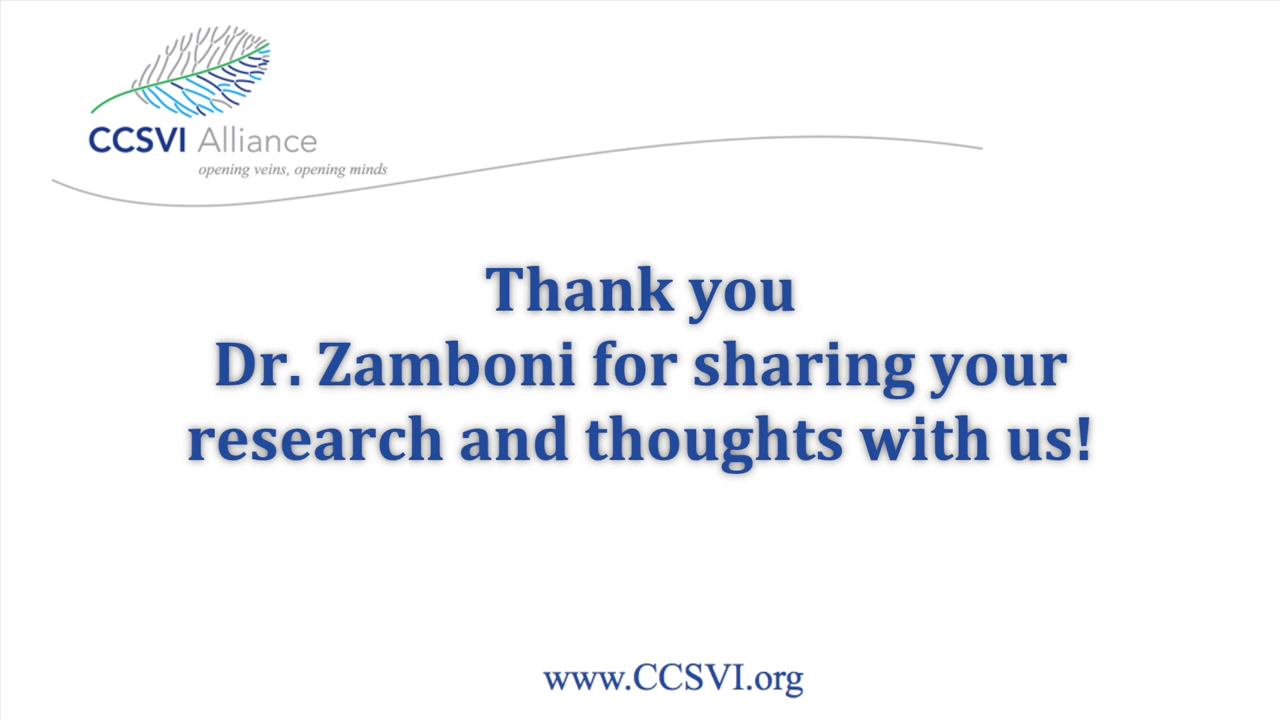 CCSVI Alliance
opening veins, opening minds
Thank you
Dr. Zamboni for sharing your
research and thoughts with us!
www.CCSVI.org